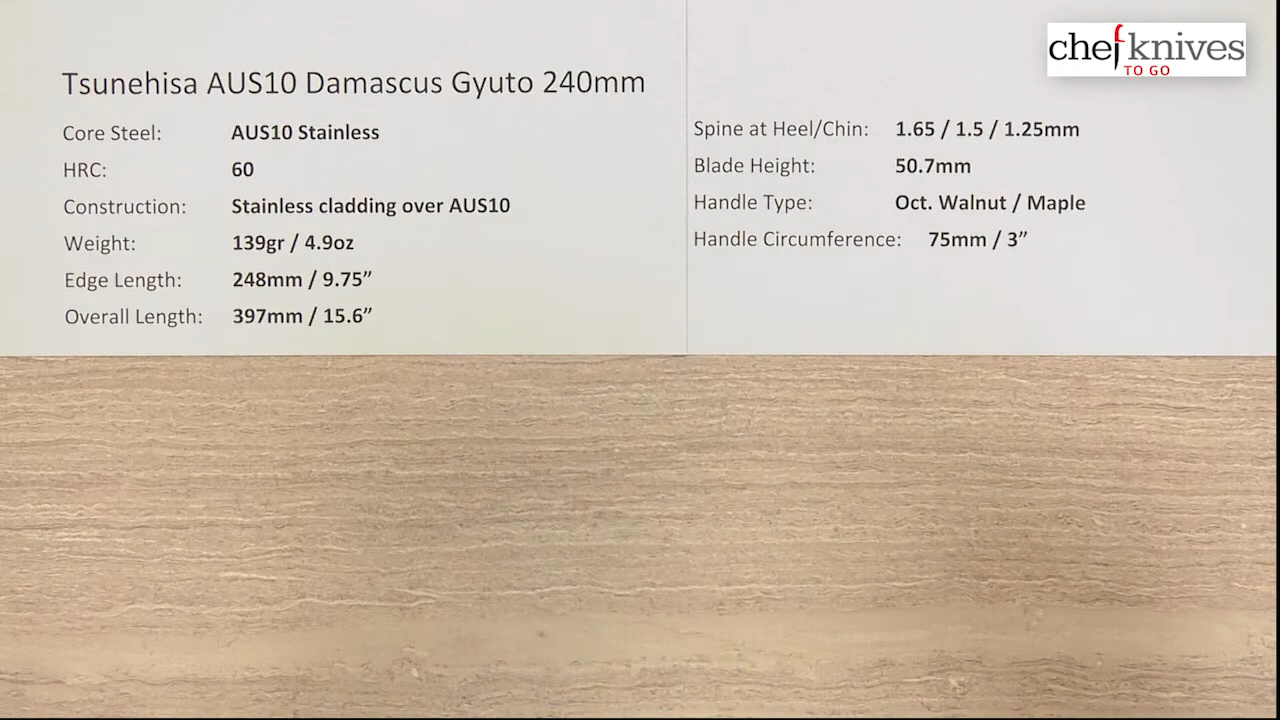 Tsunehisa AUS10 Damascus Gyuto 240mm
Core Steel: AUS10 Stainless
HRC: 60
Construction: Stainless cladding over AUS10
Weight: 139gr / 4.9oz
Edge Length: 248mm / 9.75”
Overall Length: 397mm / 15.6”
Spine at Heel/Chin: 1.65 / 1.5 / 1.25mm
Blade Height: 50.7mm
Handle Type: Oct. Walnut / Maple
Handle Circumference: 75mm / 3”
chef knives
TO GO